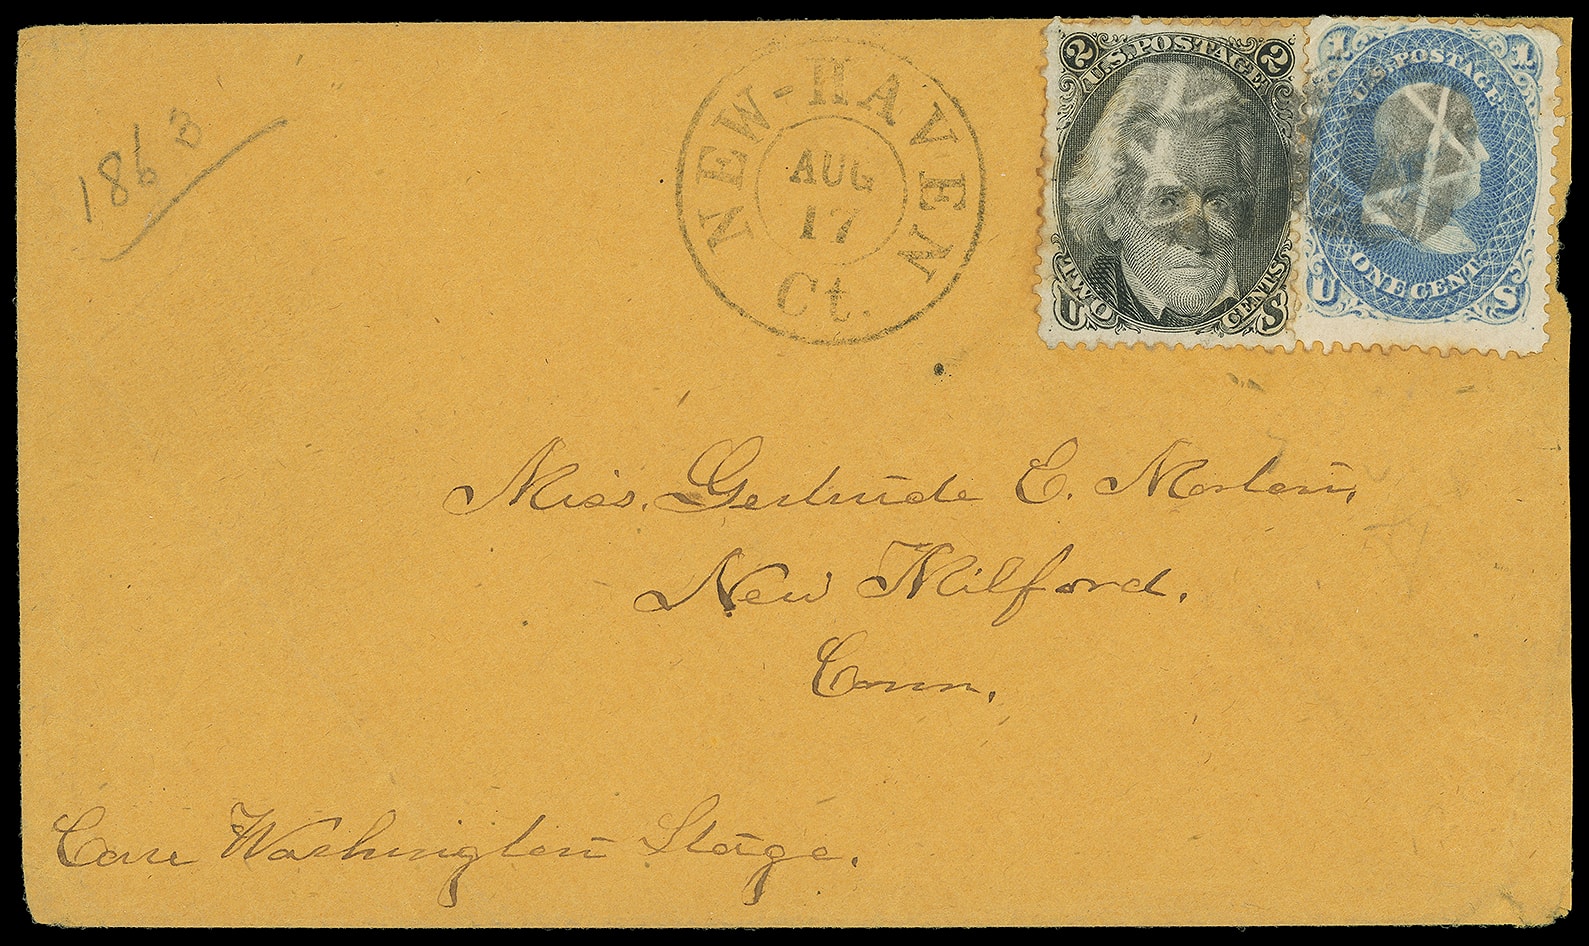 1863
NEW-HAVEN
AUG
17
Ct.
2 U.S. POSTAGE 2
TWO CENTS
U S
1 U.S. POSTAGE 1
ONE CENT
U S
Miss. Gertrude E.
New Milford.
Conn.
Care Washington Stage.